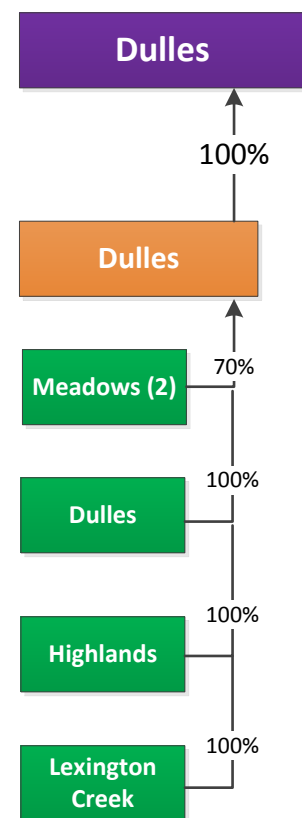 Dulles
100%
Dulles
70%
Meadows (2)
100%
Dulles
100%
Highlands
100%
Lexington
Creek